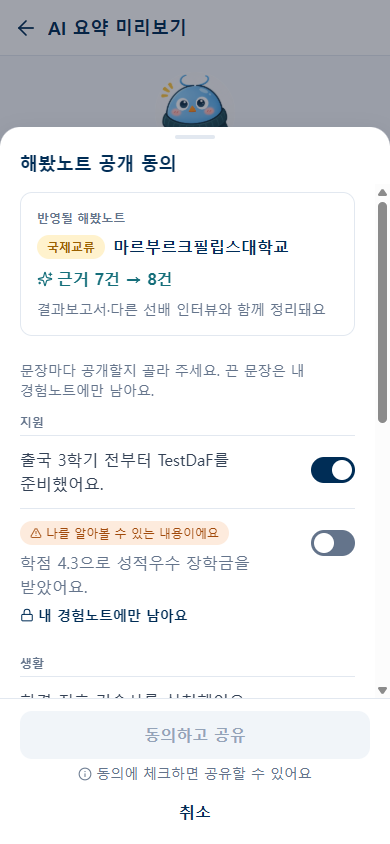 AI 요약 미리보기
해봤노트 공개 동의
반영될 해봤노트
국제교류 마르부르크필립스대학교
근거 7건 → 8건
결과보고서·다른 선배 인터뷰와 함께 정리돼요
문장마다 공개할지 골라 주세요. 끈 문장은 내
경험노트에만 남아요.
지원
출국 3학기 전부터 TestDaF를
준비했어요.
나를 알아볼 수 있는 내용이에요
학점 4.3으로 성적우수 장학금을
받았어요.
내 경험노트에만 남아요
생활
동의하고 공유
동의에 체크하면 공유할 수 있어요
취소